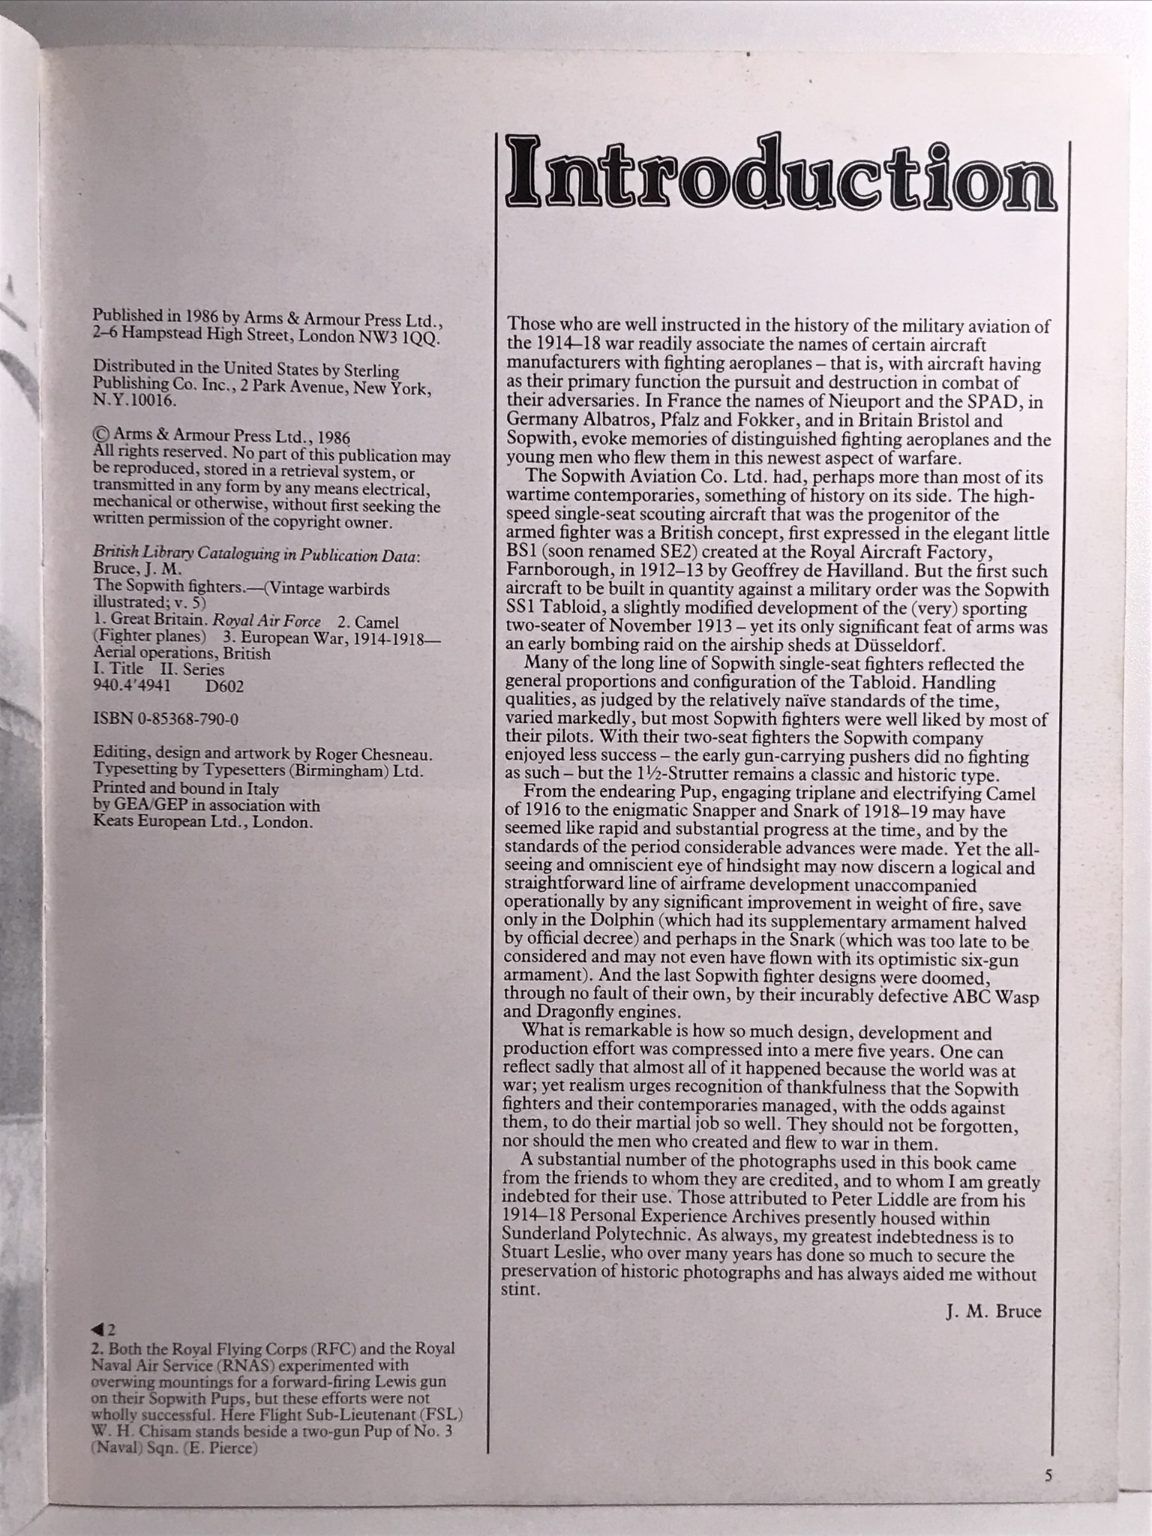 Introduction
Published in 1986 by Arms & Armour Press Ltd.,
2–6 Hampstead High Street, London NW3 1QQ.
Distributed in the United States by Sterling
Publishing Co. Inc., 2 Park Avenue, New York,
N.Y.10016.
© Arms & Armour Press Ltd., 1986
All rights reserved. No part of this publication may
be reproduced, stored in a retrieval system, or
transmitted in any form by any means electrical,
mechanical or otherwise, without first seeking the
written permission of the copyright owner.
British Library Cataloguing in Publication Data:
Bruce, J. M.
The Sopwith fighters.—(Vintage warbirds
illustrated; v. 5)
1. Great Britain. Royal Air Force 2. Camel
(Fighter planes) 3. European War, 1914-1918—
Aerial operations, British
I. Title II. Series
940.4'4941 D602
ISBN 0-85368-790-0
Editing, design and artwork by Roger Chesneau.
Typesetting by Typesetters (Birmingham) Ltd.
Printed and bound in Italy
by GEA/GEP in association with
Keats European Ltd., London.
◀2
2. Both the Royal Flying Corps (RFC) and the Royal
Naval Air Service (RNAS) experimented with
overwing mountings for a forward-firing Lewis gun
on their Sopwith Pups, but these efforts were not
wholly successful. Here Flight Sub-Lieutenant (FSL)
W. H. Chisam stands beside a two-gun Pup of No. 3
(Naval) Sqn. (E. Pierce)
Those who are well instructed in the history of the military aviation of
the 1914–18 war readily associate the names of certain aircraft
manufacturers with fighting aeroplanes – that is, with aircraft having
as their primary function the pursuit and destruction in combat of
their adversaries. In France the names of Nieuport and the SPAD, in
Germany Albatros, Pfalz and Fokker, and in Britain Bristol and
Sopwith, evoke memories of distinguished fighting aeroplanes and the
young men who flew them in this newest aspect of warfare.
The Sopwith Aviation Co. Ltd. had, perhaps more than most of its
wartime contemporaries, something of history on its side. The high-
speed single-seat scouting aircraft that was the progenitor of the
armed fighter was a British concept, first expressed in the elegant little
BS1 (soon renamed SE2) created at the Royal Aircraft Factory,
Farnborough, in 1912–13 by Geoffrey de Havilland. But the first such
aircraft to be built in quantity against a military order was the Sopwith
SS1 Tabloid, a slightly modified development of the (very) sporting
two-seater of November 1913 – yet its only significant feat of arms was
an early bombing raid on the airship sheds at Düsseldorf.
Many of the long line of Sopwith single-seat fighters reflected the
general proportions and configuration of the Tabloid. Handling
qualities, as judged by the relatively naïve standards of the time,
varied markedly, but most Sopwith fighters were well liked by most of
their pilots. With their two-seat fighters the Sopwith company
enjoyed less success – the early gun-carrying pushers did no fighting
as such – but the 1½-Strutter remains a classic and historic type.
From the endearing Pup, engaging triplane and electrifying Camel
of 1916 to the enigmatic Snapper and Snark of 1918–19 may have
seemed like rapid and substantial progress at the time, and by the
standards of the period considerable advances were made. Yet the all-
seeing and omniscient eye of hindsight may now discern a logical and
straightforward line of airframe development unaccompanied
operationally by any significant improvement in weight of fire, save
only in the Dolphin (which had its supplementary armament halved
by official decree) and perhaps in the Snark (which was too late to be
considered and may not even have flown with its optimistic six-gun
armament). And the last Sopwith fighter designs were doomed,
through no fault of their own, by their incurably defective ABC Wasp
and Dragonfly engines.
What is remarkable is how so much design, development and
production effort was compressed into a mere five years. One can
reflect sadly that almost all of it happened because the world was at
war; yet realism urges recognition of thankfulness that the Sopwith
fighters and their contemporaries managed, with the odds against
them, to do their martial job so well. They should not be forgotten,
nor should the men who created and flew to war in them.
A substantial number of the photographs used in this book came
from the friends to whom they are credited, and to whom I am greatly
indebted for their use. Those attributed to Peter Liddle are from his
1914–18 Personal Experience Archives presently housed within
Sunderland Polytechnic. As always, my greatest indebtedness is to
Stuart Leslie, who over many years has done so much to secure the
preservation of historic photographs and has always aided me without
stint.
J. M. Bruce
5